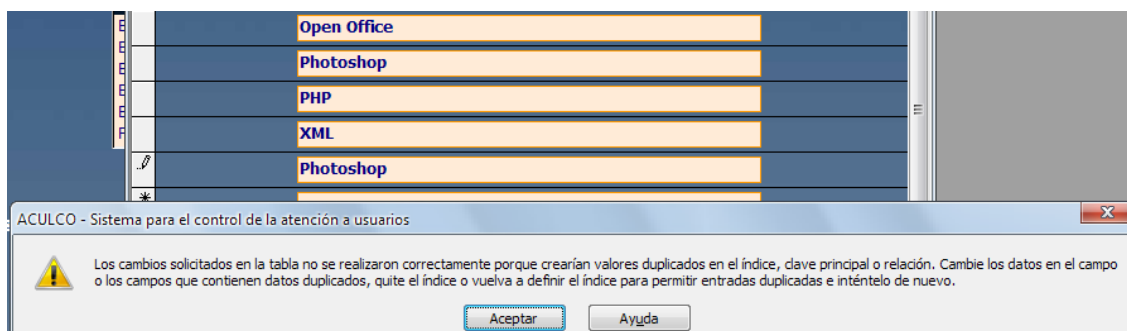 Open Office
Photoshop
PHP
XML
Photoshop
ACULCO - Sistema para el control de la atención a usuarios
Los cambios solicitados en la tabla no se realizaron correctamente porque crearían valores duplicados en el índice, clave principal o relación. Cambie los datos en el campo
o los campos que contienen datos duplicados, quite el índice o vuelva a definir el índice para permitir entradas duplicadas e inténtelo de nuevo.
Aceptar
Ayuda